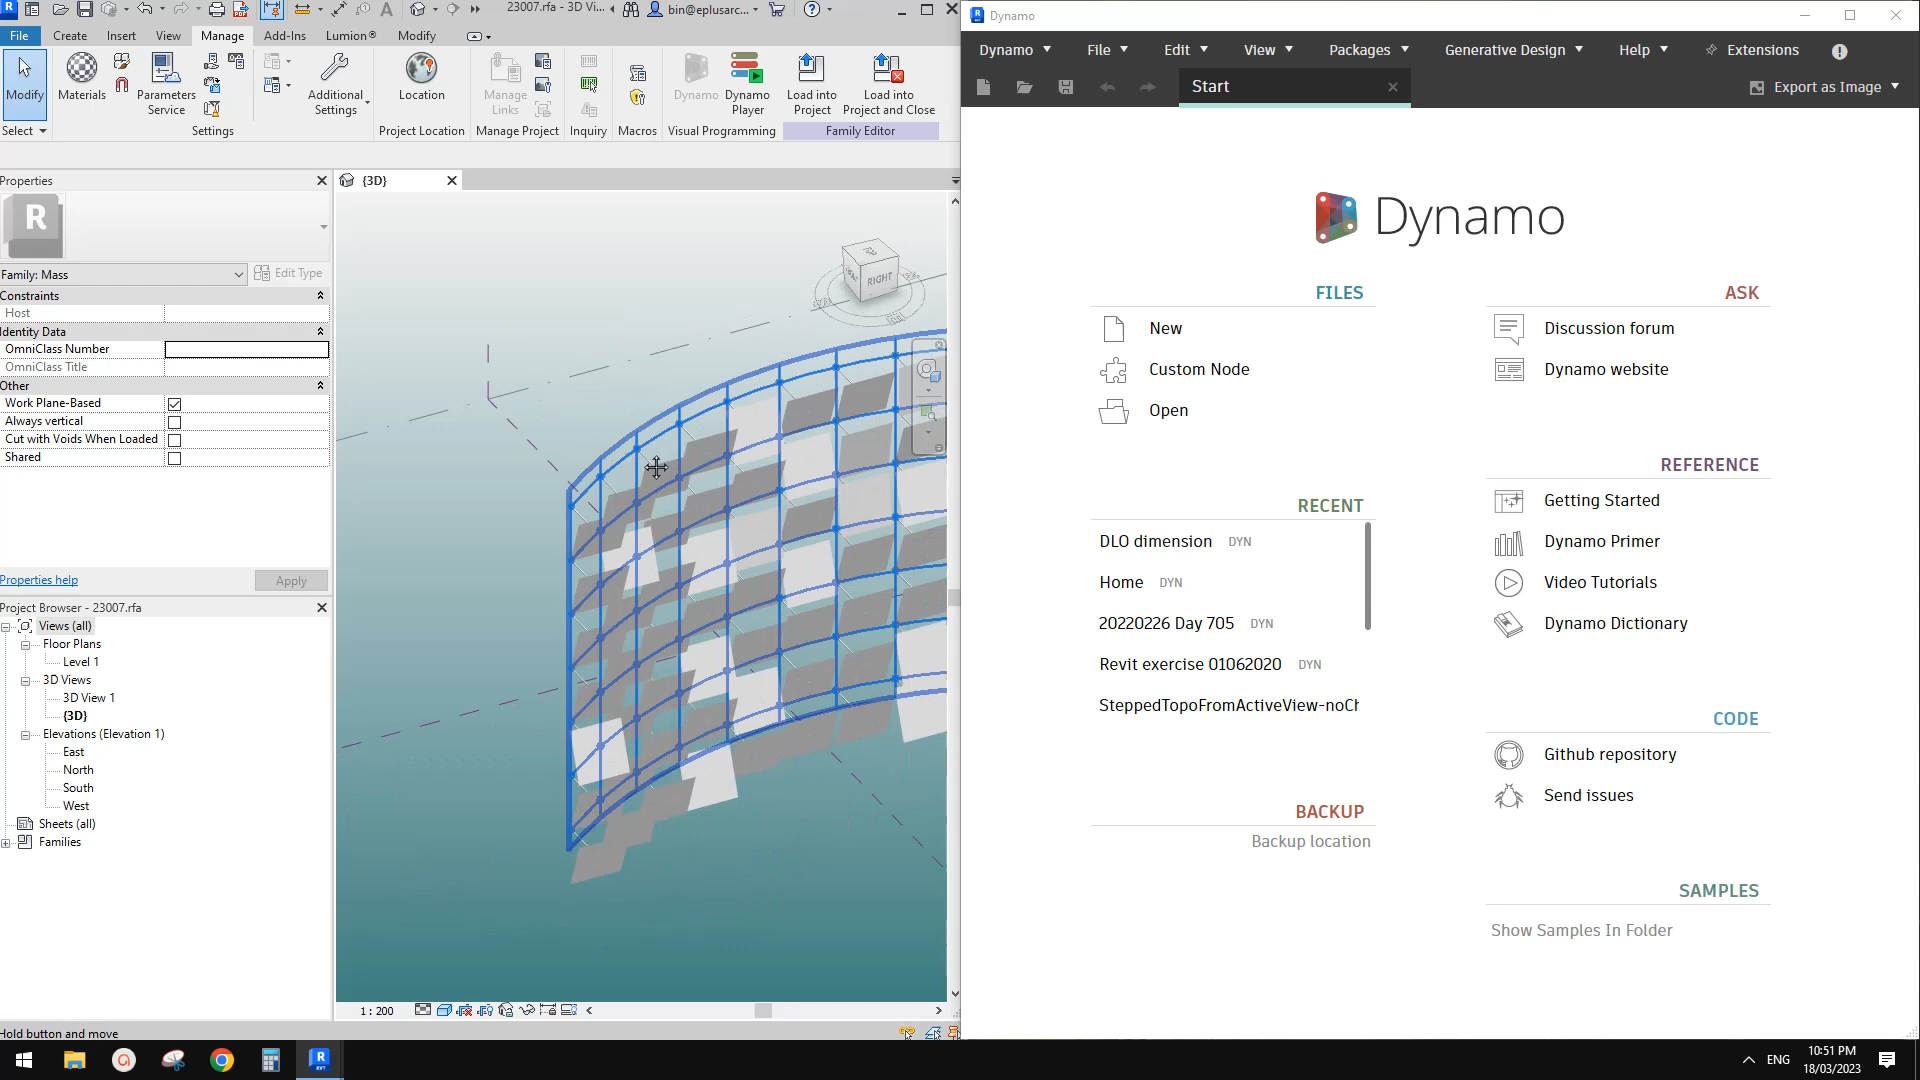 23007.rfa - 3D Vi...
bin@eplusarc...
File
Create
Insert
View
Manage
Add-Ins
Lumion®
Modify
Modify
Materials
Parameters Service
Additional Settings
Location
Manage Links
Dynamo
Dynamo Player
Load into Project
Load into Project and Close
Select
Settings
Project Location
Manage Project
Inquiry
Macros
Visual Programming
Family Editor
Properties
R
Family: Mass
Edit Type
Constraints
Host
Identity Data
OmniClass Number
OmniClass Title
Other
Work Plane-Based
Always vertical
Cut with Voids When Loaded
Shared
Properties help
Apply
Project Browser - 23007.rfa
Views (all)
Floor Plans
Level 1
3D Views
3D View 1
{3D}
Elevations (Elevation 1)
East
North
South
West
Sheets (all)
Families
{3D}
TOP
RIGHT
1 : 200
Hold button and move
Dynamo
Dynamo
File
Edit
View
Packages
Generative Design
Help
Extensions
Start
Export as Image
Dynamo
FILES
New
Custom Node
Open
RECENT
DLO dimension DYN
Home DYN
20220226 Day 705 DYN
Revit exercise 01062020 DYN
SteppedTopoFromActiveView-noCh
BACKUP
Backup location
ASK
Discussion forum
Dynamo website
REFERENCE
Getting Started
Dynamo Primer
Video Tutorials
Dynamo Dictionary
CODE
Github repository
Send issues
SAMPLES
Show Samples In Folder
ENG
10:51 PM
18/03/2023